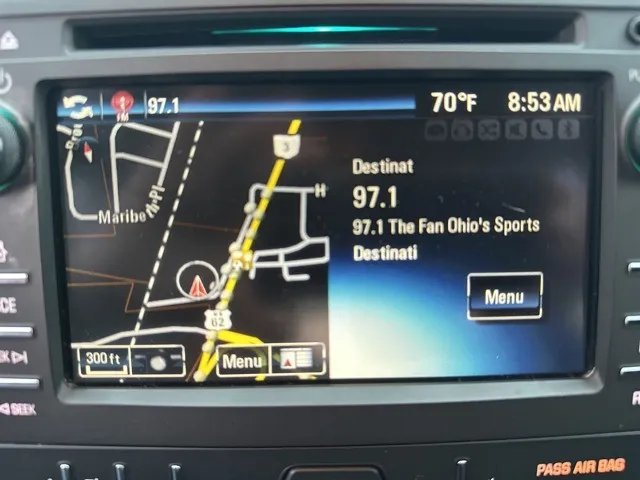 FM
97.1
70°F
8:53 AM
3
Destinat
97.1
97.1 The Fan Ohio's Sports
Destinati
H
Maribe
Menu
62
300 ft
Menu
SEEK
PASS AIR BAG